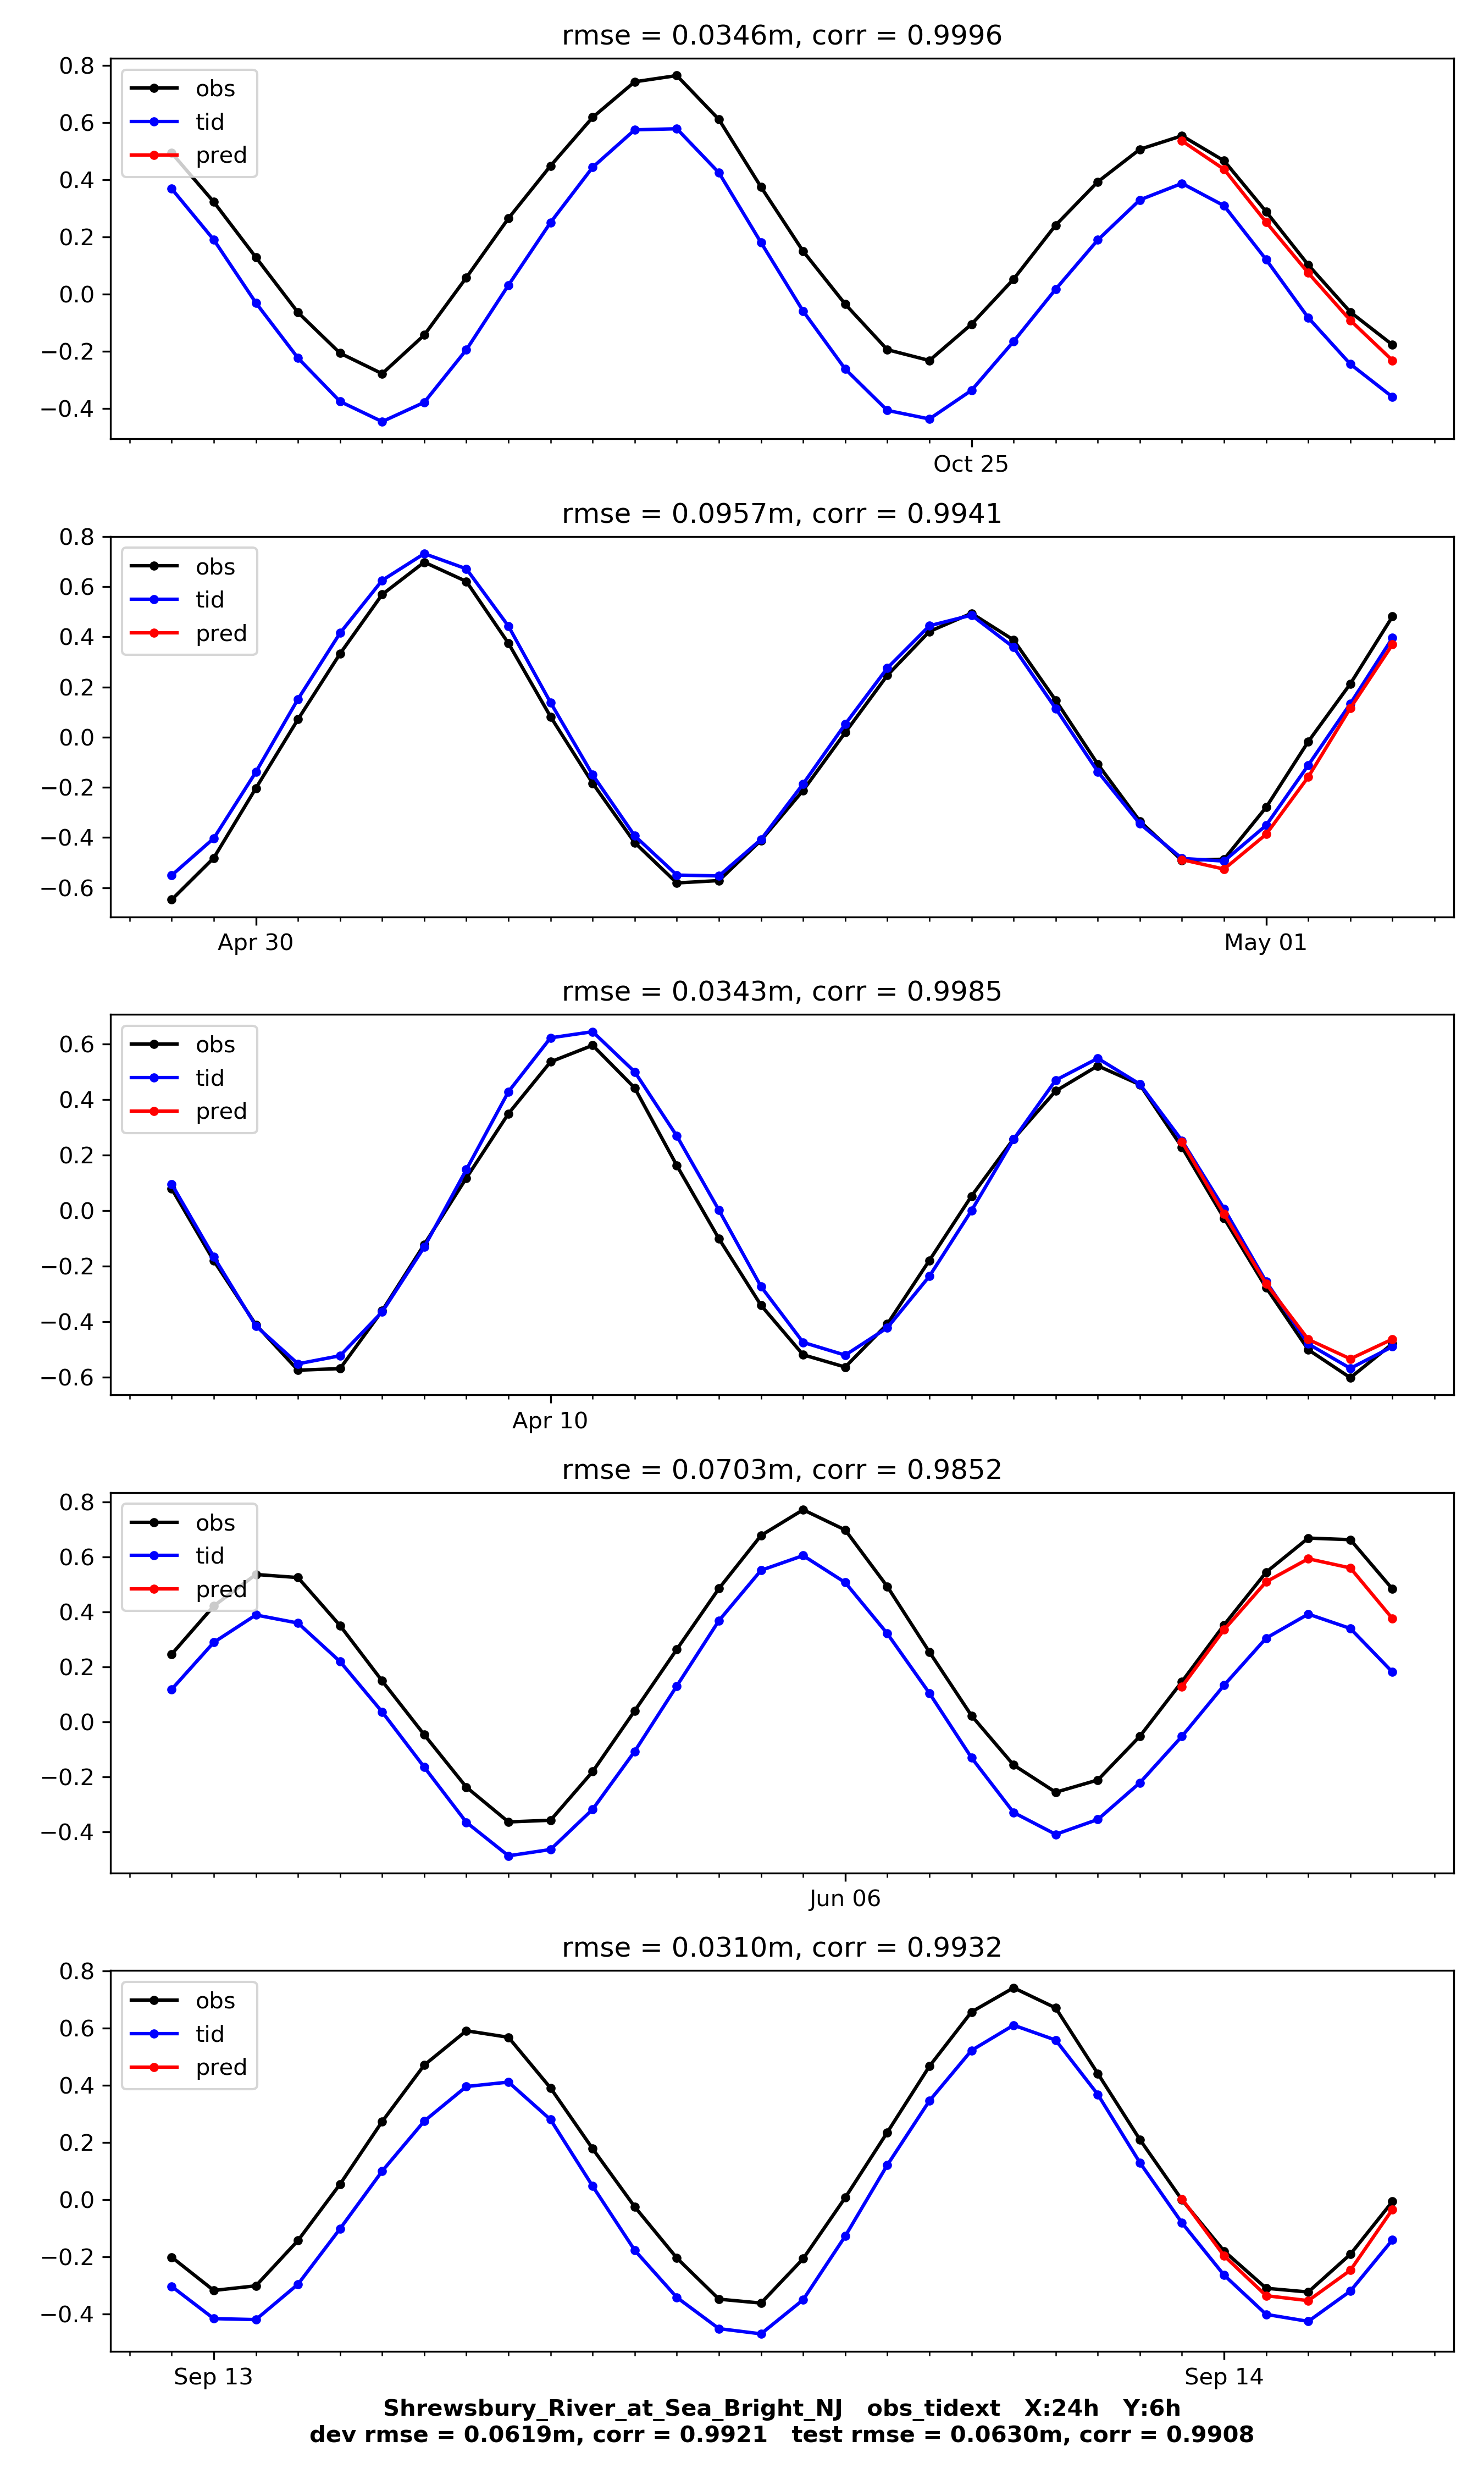 rmse = 0.0346m, corr = 0.9996
0.8
0.6
0.4
0.2
0.0
−0.2
−0.4
obs
tid
pred
Oct 25
rmse = 0.0957m, corr = 0.9941
0.8
0.6
0.4
0.2
0.0
−0.2
−0.4
−0.6
obs
tid
pred
Apr 30 May 01
rmse = 0.0343m, corr = 0.9985
0.6
0.4
0.2
0.0
−0.2
−0.4
−0.6
obs
tid
pred
Apr 10
rmse = 0.0703m, corr = 0.9852
0.8
0.6
0.4
0.2
0.0
−0.2
−0.4
obs
tid
pred
Jun 06
rmse = 0.0310m, corr = 0.9932
0.8
0.6
0.4
0.2
0.0
−0.2
−0.4
obs
tid
pred
Sep 13 Sep 14
Shrewsbury_River_at_Sea_Bright_NJ obs_tidext X:24h Y:6h
dev rmse = 0.0619m, corr = 0.9921 test rmse = 0.0630m, corr = 0.9908